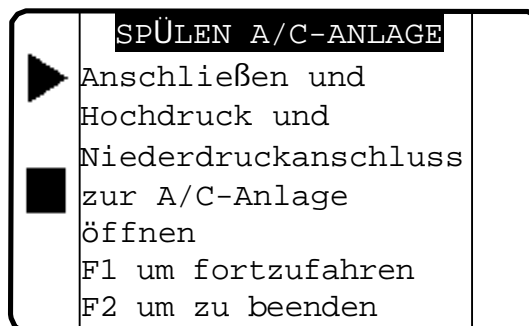 SPÜLEN A/C-ANLAGE
Anschließen und
Hochdruck und
Niederdruckanschluss
zur A/C-Anlage
öffnen
F1 um fortzufahren
F2 um zu beenden